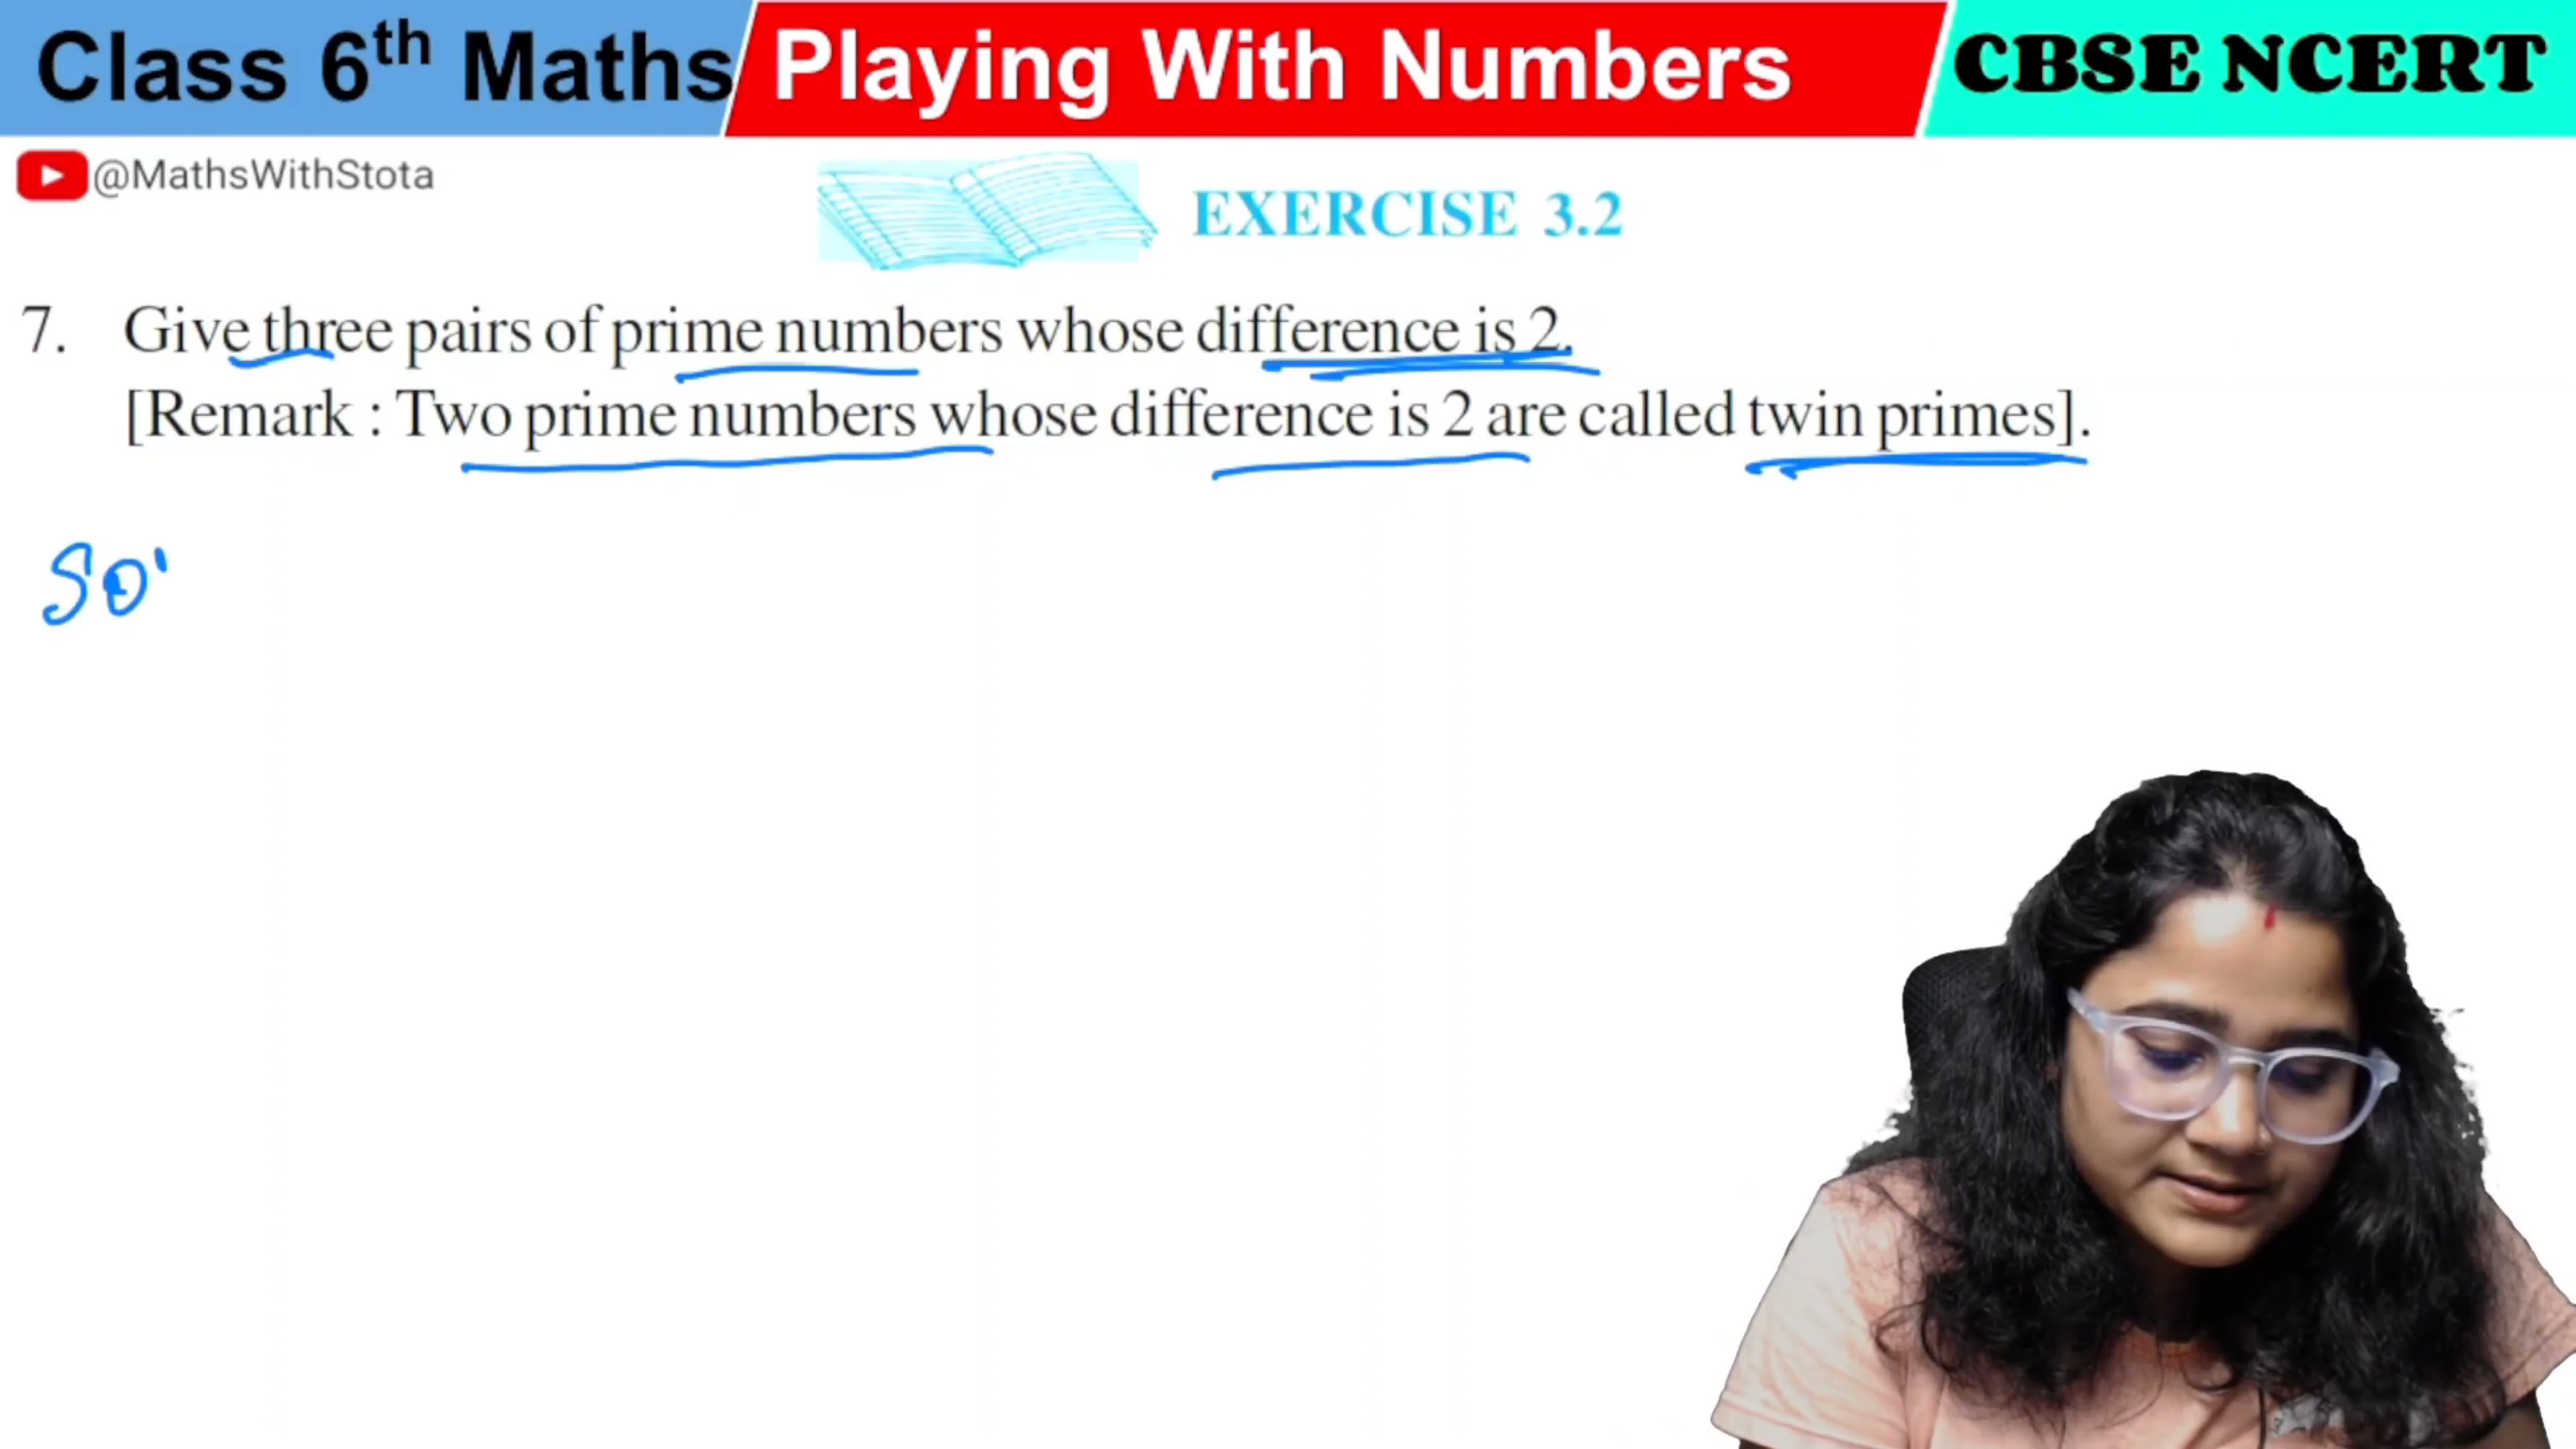 Class 6th Maths Playing With Numbers CBSE NCERT
@MathsWithStota
EXERCISE 3.2
7. Give three pairs of prime numbers whose difference is 2.
[Remark : Two prime numbers whose difference is 2 are called twin primes].
So